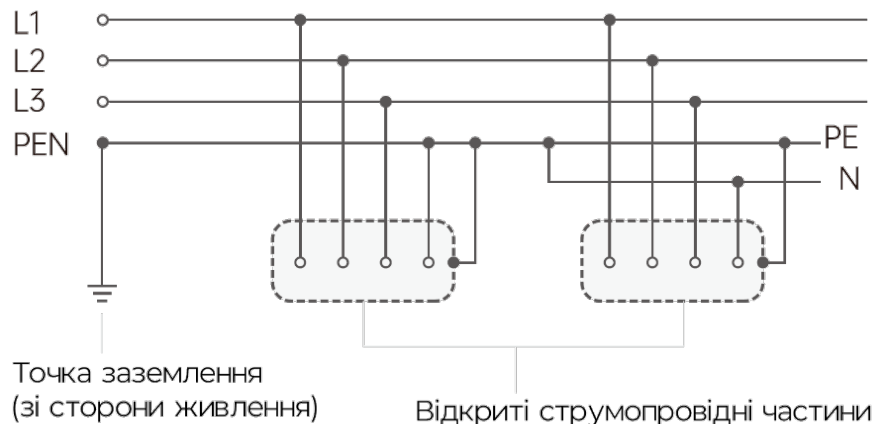 L1
L2
L3
PEN
PE
N
Точка заземлення
(зі сторони живлення)
Відкриті струмопровідні частини